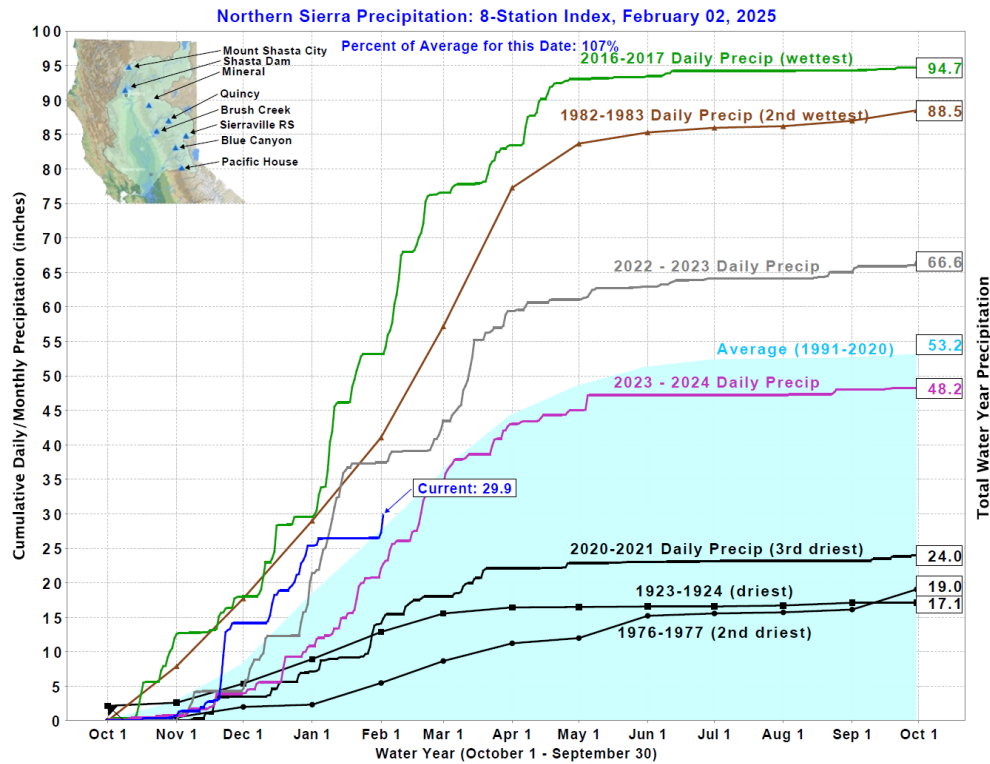 Northern Sierra Precipitation: 8-Station Index, February 02, 2025
Percent of Average for this Date: 107%
Mount Shasta City
Shasta Dam
Mineral
Quincy
Brush Creek
Sierraville RS
Blue Canyon
Pacific House
2016-2017 Daily Precip (wettest)
94.7
1982-1983 Daily Precip (2nd wettest)
88.5
2022 - 2023 Daily Precip
66.6
Average (1991-2020)
53.2
2023 - 2024 Daily Precip
48.2
Current: 29.9
2020-2021 Daily Precip (3rd driest)
24.0
1923-1924 (driest)
19.0
17.1
1976-1977 (2nd driest)
Cumulative Daily/Monthly Precipitation (inches)
100
95
90
85
80
75
70
65
60
55
50
45
40
35
30
25
20
15
10
5
0
Total Water Year Precipitation
Oct 1 Nov 1 Dec 1 Jan 1 Feb 1 Mar 1 Apr 1 May 1 Jun 1 Jul 1 Aug 1 Sep 1 Oct 1
Water Year (October 1 - September 30)